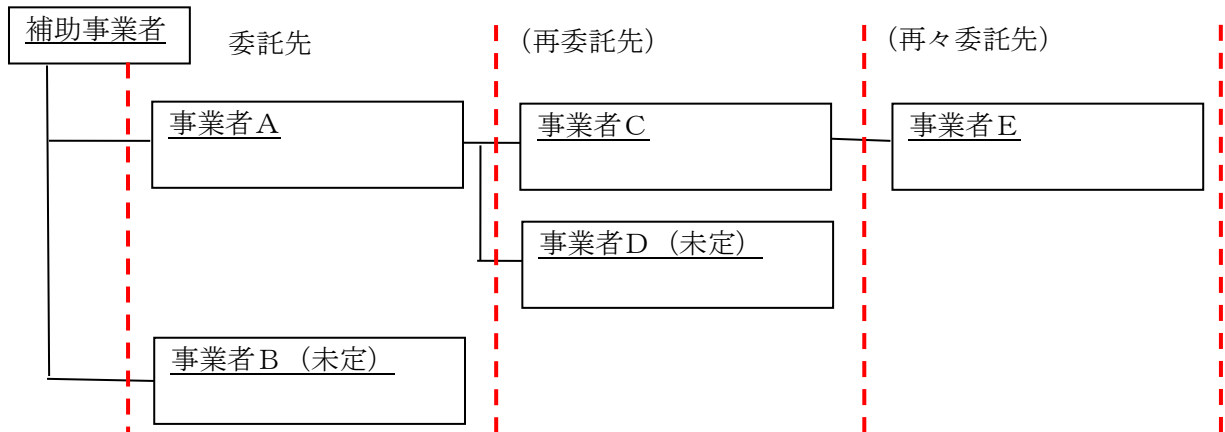 補助事業者
委託先
（再委託先）
（再々委託先）
事業者Ａ
事業者Ｃ
事業者Ｅ
事業者Ｄ（未定）
事業者Ｂ（未定）